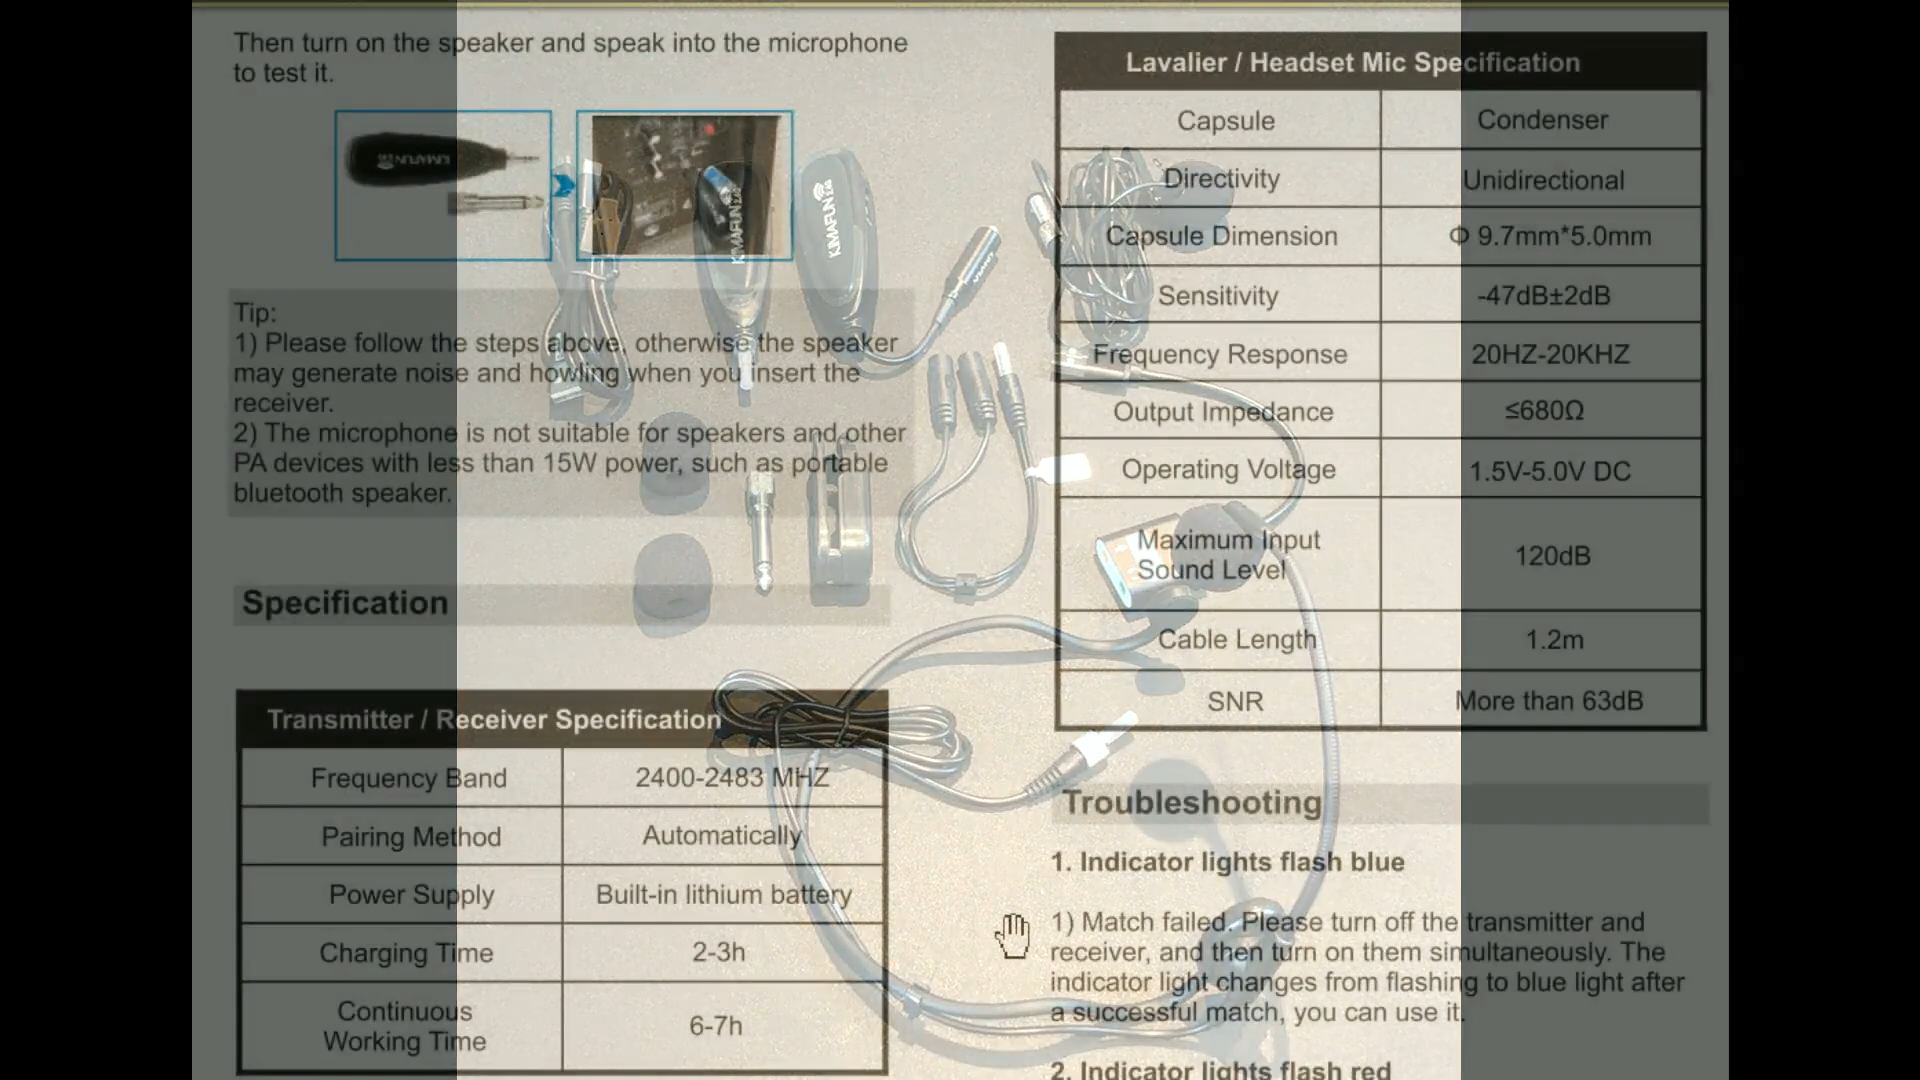 Then turn on the speaker and speak into the microphone
to test it.
KIMAFUN
KIMAFUN
KIMAFUN
Tip:
1) Please follow the steps above, otherwise the speaker
may generate noise and howling when you insert the
receiver.
2) The microphone is not suitable for speakers and other
PA devices with less than 15W power, such as portable
bluetooth speaker.
Specification
Transmitter / Receiver Specification
Frequency Band 2400-2483 MHZ
Pairing Method Automatically
Power Supply Built-in lithium battery
Charging Time 2-3h
Continuous
Working Time 6-7h
Lavalier / Headset Mic Specification
Capsule Condenser
Directivity Unidirectional
Capsule Dimension Φ 9.7mm*5.0mm
Sensitivity -47dB±2dB
Frequency Response 20HZ-20KHZ
Output Impedance ≤680Ω
Operating Voltage 1.5V-5.0V DC
Maximum Input
Sound Level 120dB
Cable Length 1.2m
SNR More than 63dB
Troubleshooting
1. Indicator lights flash blue
1) Match failed. Please turn off the transmitter and
receiver, and then turn on them simultaneously. The
indicator light changes from flashing to blue light after
a successful match, you can use it.
2. Indicator lights flash red